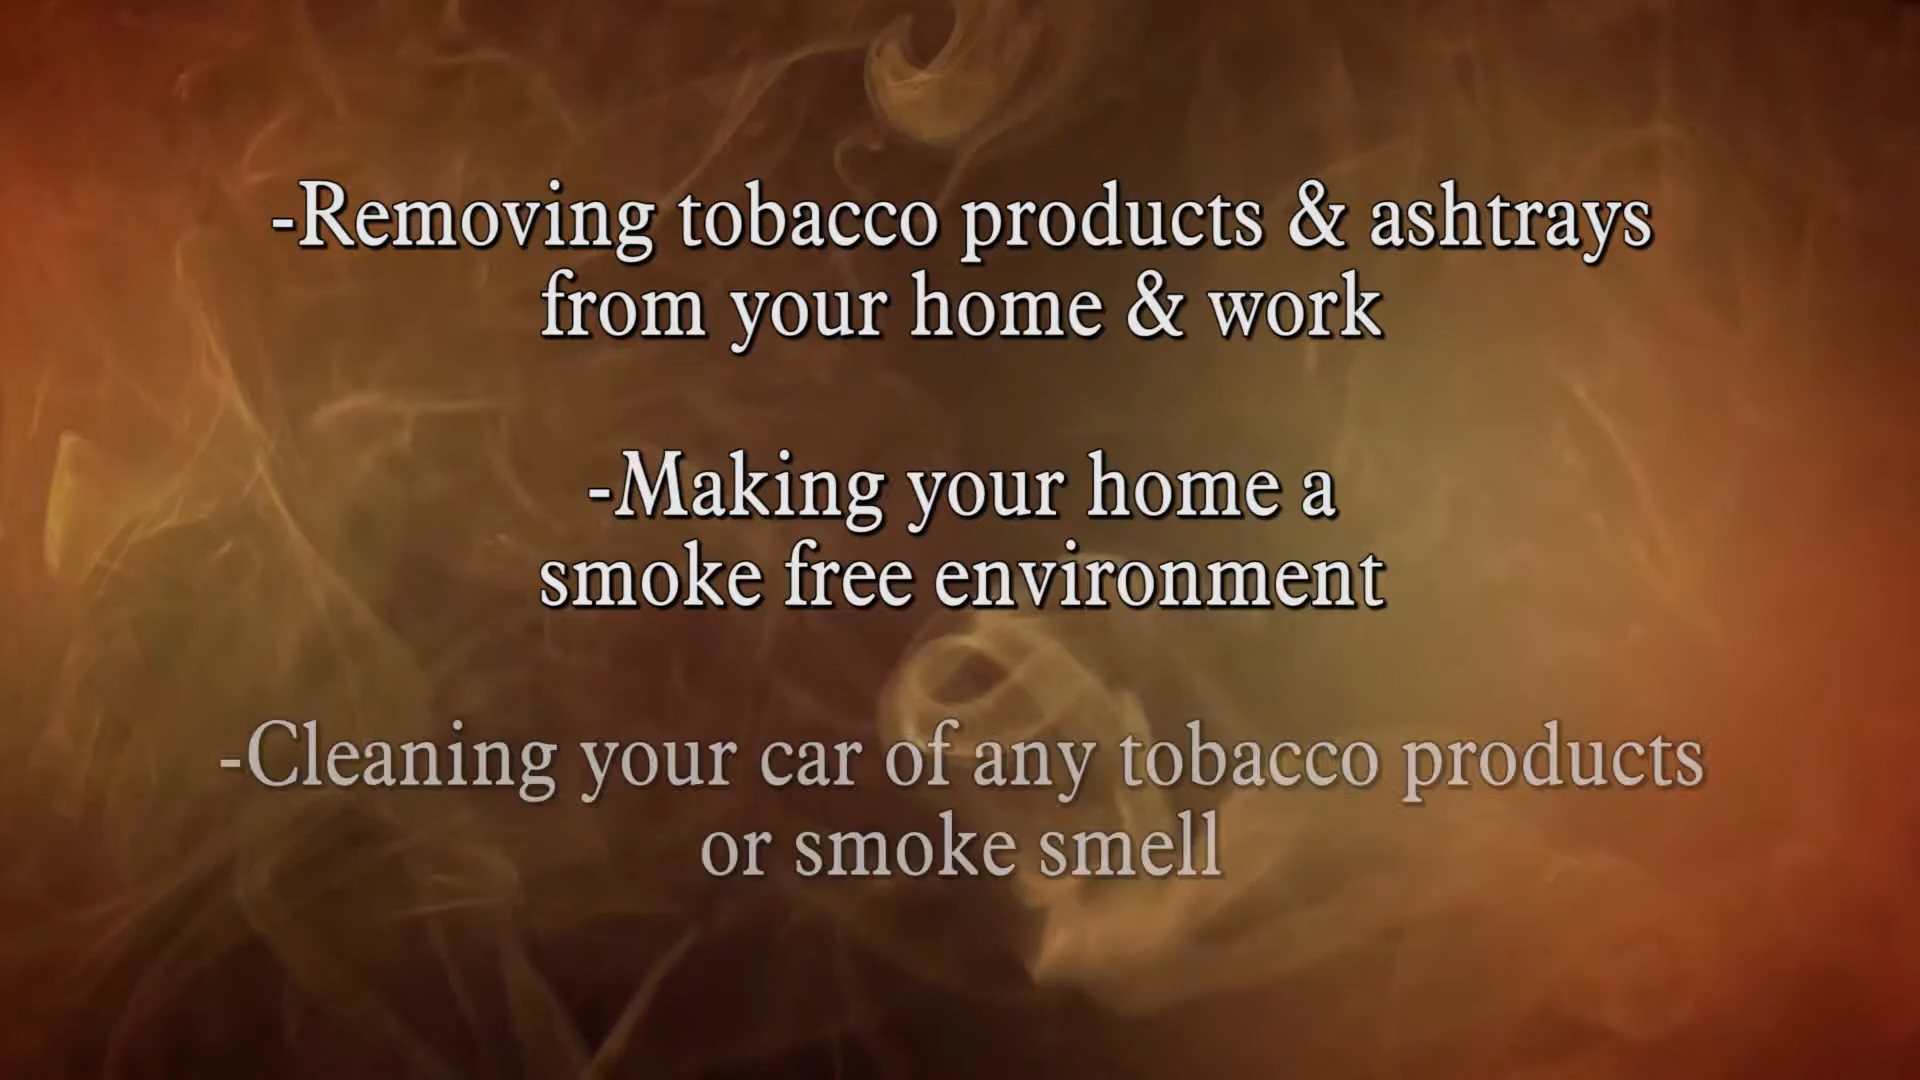 -Removing tobacco products & ashtrays
from your home & work
-Making your home a
smoke free environment
-Cleaning your car of any tobacco products
or smoke smell